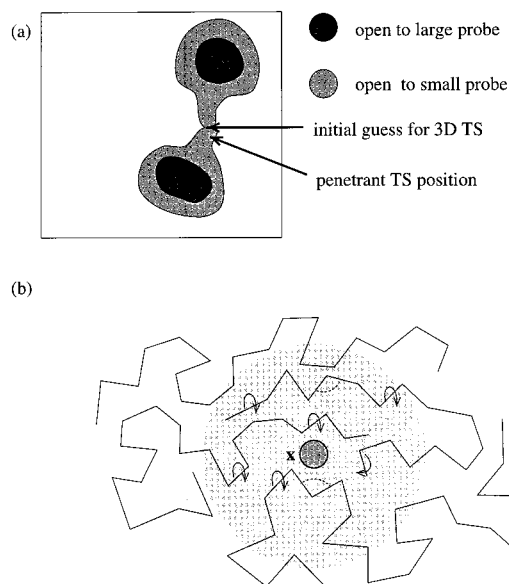 (a)
open to large probe
open to small probe
initial guess for 3D TS
penetrant TS position
(b)
x